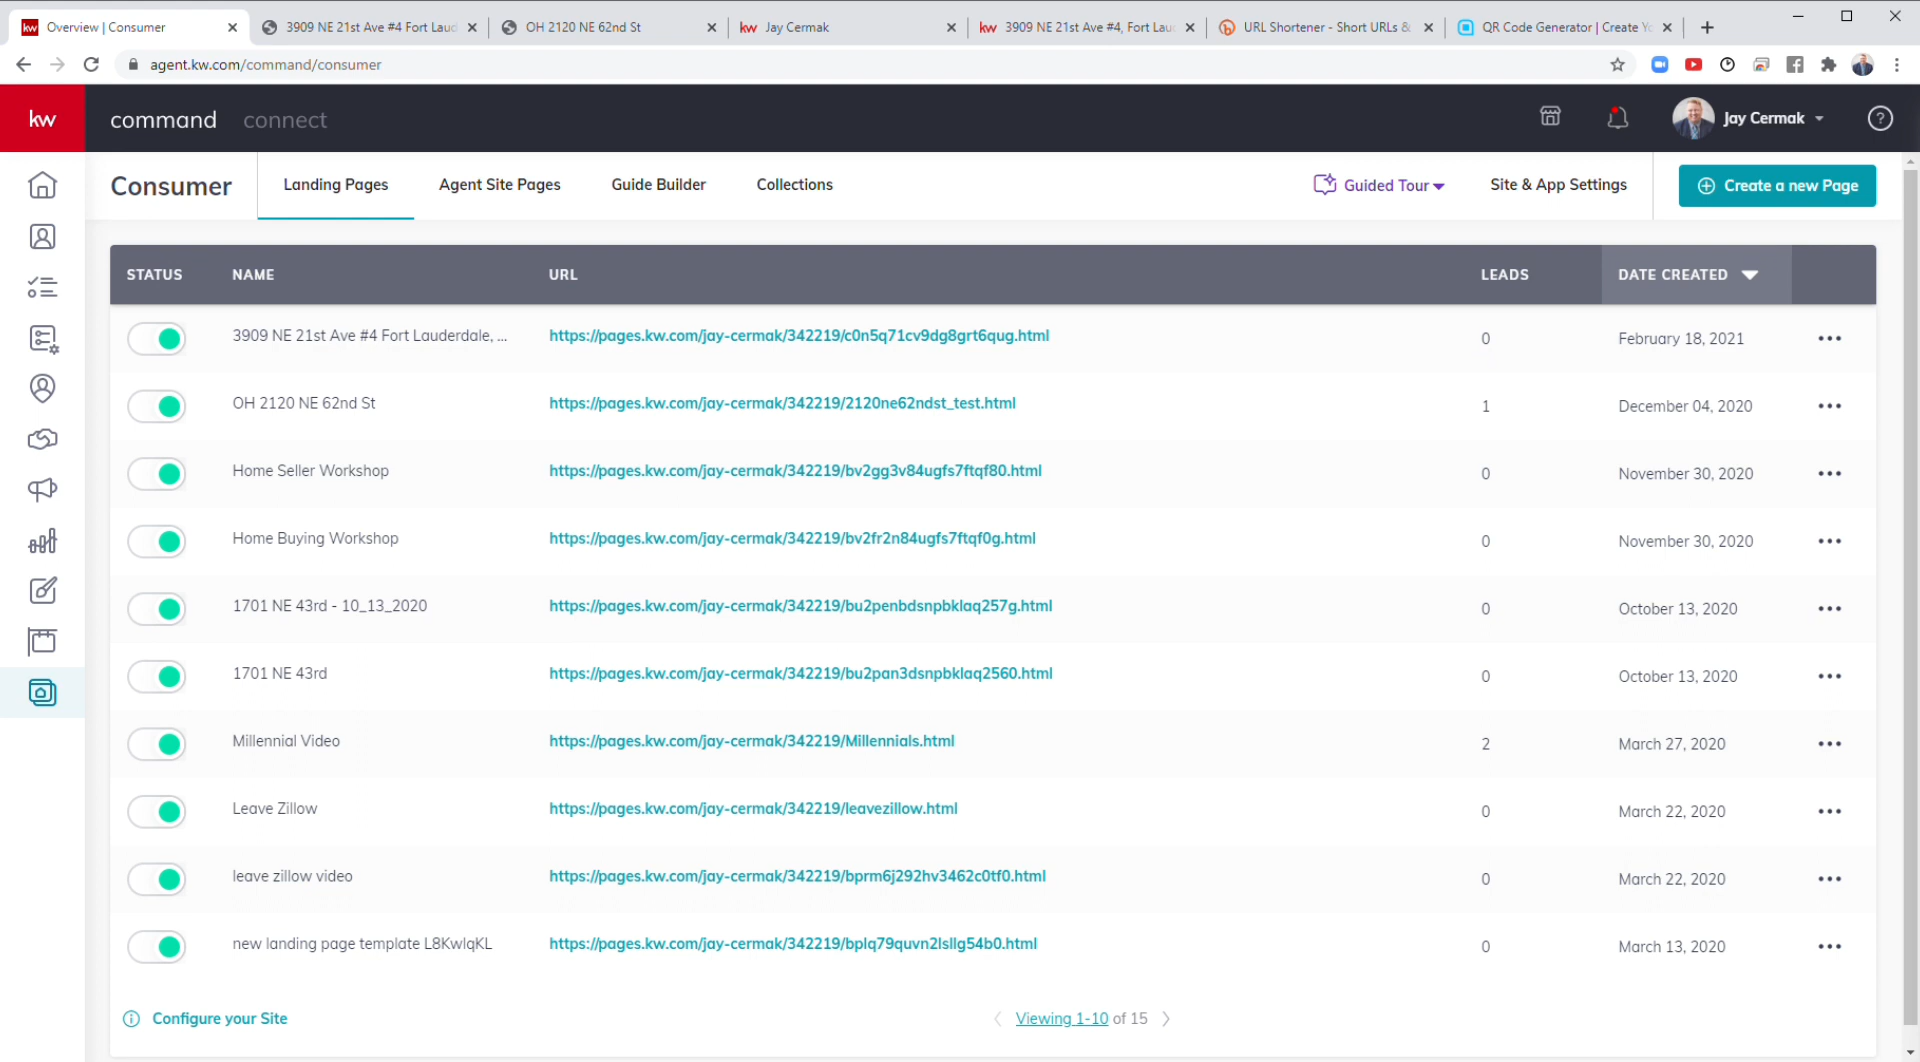 kw Overview | Consumer
3909 NE 21st Ave #4 Fort Laud
OH 2120 NE 62nd St
kw Jay Cermak
kw 3909 NE 21st Ave #4, Fort Lau
URL Shortener - Short URLs &
QR Code Generator | Create Yo
agent.kw.com/command/consumer
kw
command connect
Jay Cermak
?
Consumer
Landing Pages
Agent Site Pages
Guide Builder
Collections
Guided Tour
Site & App Settings
Create a new Page
STATUS NAME URL LEADS DATE CREATED
3909 NE 21st Ave #4 Fort Lauderdale, ... https://pages.kw.com/jay-cermak/342219/c0n5q71cv9dg8grt6qug.html 0 February 18, 2021
OH 2120 NE 62nd St https://pages.kw.com/jay-cermak/342219/2120ne62ndst_test.html 1 December 04, 2020
Home Seller Workshop https://pages.kw.com/jay-cermak/342219/bv2gg3v84ugfs7ftqf80.html 0 November 30, 2020
Home Buying Workshop https://pages.kw.com/jay-cermak/342219/bv2fr2n84ugfs7ftqf0g.html 0 November 30, 2020
1701 NE 43rd - 10_13_2020 https://pages.kw.com/jay-cermak/342219/bu2penbdsnpbklaq257g.html 0 October 13, 2020
1701 NE 43rd https://pages.kw.com/jay-cermak/342219/bu2pan3dsnpbklaq2560.html 0 October 13, 2020
Millennial Video https://pages.kw.com/jay-cermak/342219/Millennials.html 2 March 27, 2020
Leave Zillow https://pages.kw.com/jay-cermak/342219/leavezillow.html 0 March 22, 2020
leave zillow video https://pages.kw.com/jay-cermak/342219/bprm6j292hv3462c0tf0.html 0 March 22, 2020
new landing page template L8KwlqKL https://pages.kw.com/jay-cermak/342219/bplq79quvn2lsllg54b0.html 0 March 13, 2020
Configure your Site
Viewing 1-10 of 15